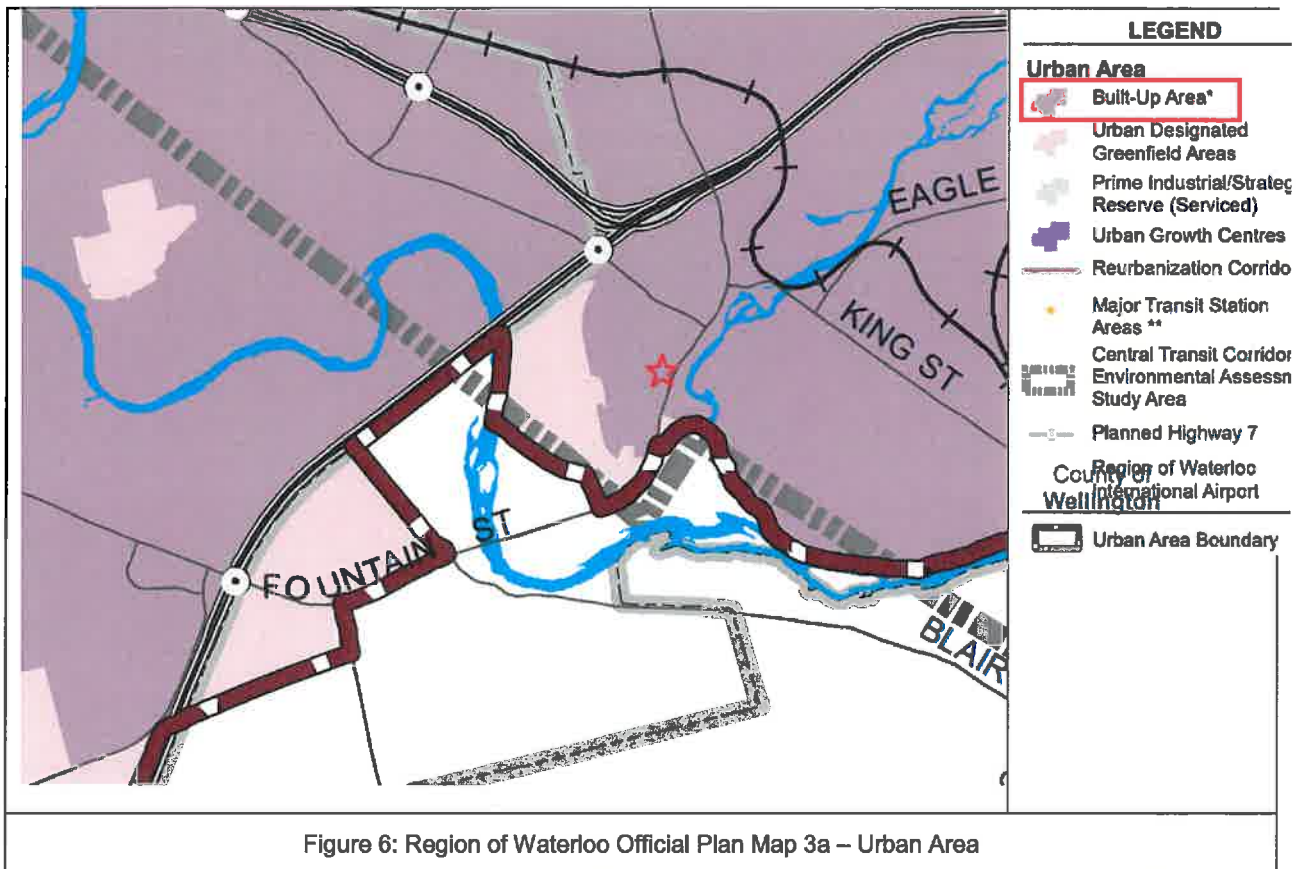 EAGLE
KING ST
FOUNTAIN ST
BLAIR
LEGEND
Urban Area
Built-Up Area*
Urban Designated
Greenfield Areas
Prime Industrial/Strateg
Reserve (Serviced)
Urban Growth Centres
Reurbanization Corrido
Major Transit Station
Areas **
Central Transit Corridor
Environmental Assessn
Study Area
Planned Highway 7
Region of Waterloo
International Airport
County of
Wellington
Urban Area Boundary
Figure 6: Region of Waterloo Official Plan Map 3a – Urban Area